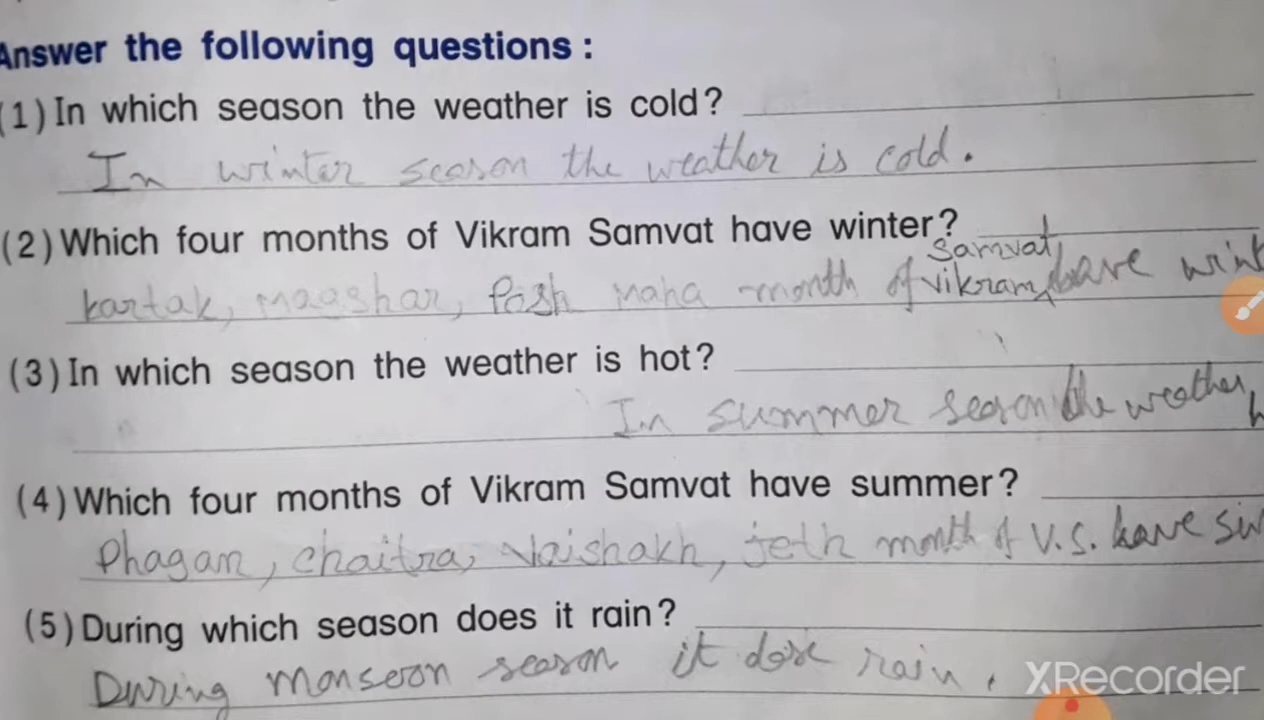 Answer the following questions :
(1) In which season the weather is cold?
In winter season the weather is cold.
(2) Which four months of Vikram Samvat have winter?
Samvat
kartak, magshar, Posh maha month of vikram have wint
(3) In which season the weather is hot?
In summer season the weather h
(4) Which four months of Vikram Samvat have summer?
Phagan, chaitra, Vaishakh, jeth month of V.S. have su
(5) During which season does it rain?
During monsoon season it rain.
XRecorder